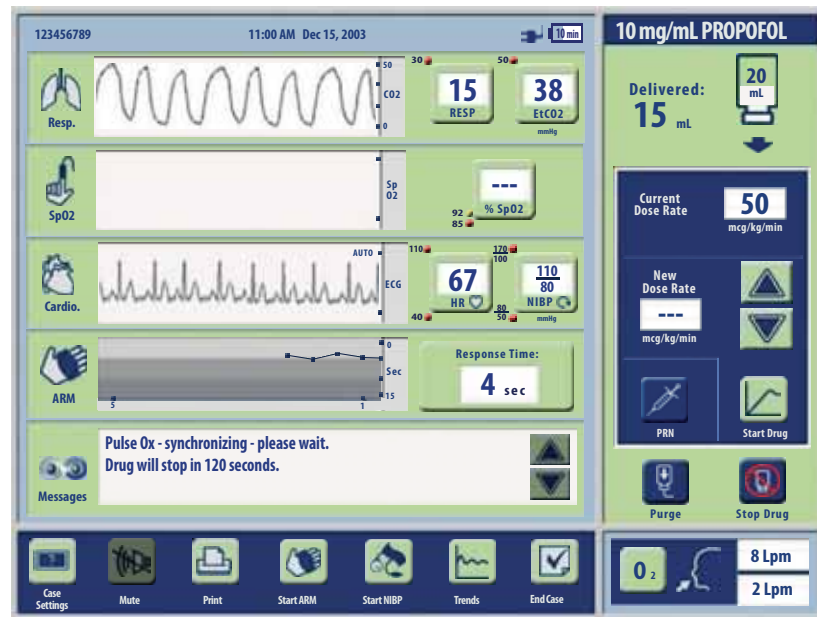 123456789
11:00 AM Dec 15, 2003
10 min
Resp.
50
CO2
0
30
15
RESP
50
38
EtCO2
mmHg
SpO2
Sp
O2
---
% SpO2
92
85
Cardio.
AUTO
ECG
110
67
HR
40
170
100
110
80
NIBP
80
50
mmHg
ARM
0
Sec
15
5
1
Response Time:
4 sec
Messages
Pulse Ox - synchronizing - please wait.
Drug will stop in 120 seconds.
Case
Settings
Mute
Print
Start ARM
Start NIBP
Trends
End Case
10 mg/mL PROPOFOL
Delivered:
15 mL
20
mL
Current
Dose Rate
50
mcg/kg/min
New
Dose Rate
---
mcg/kg/min
PRN
Start Drug
Purge
Stop Drug
O2
8 Lpm
2 Lpm